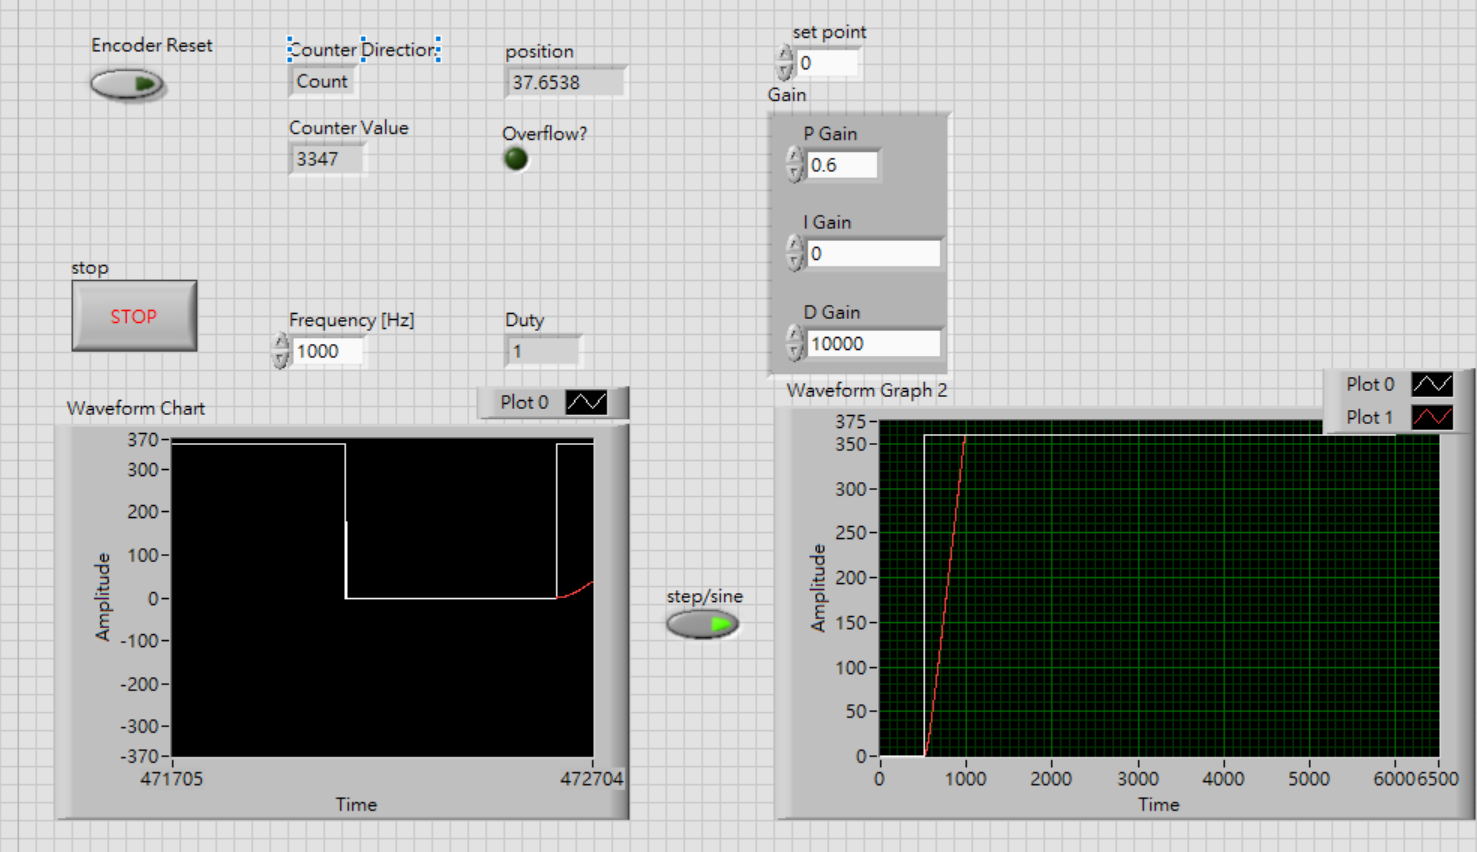 Encoder Reset
Counter Direction
Count
position
37.6538
Counter Value
3347
Overflow?
set point
0
Gain
P Gain
0.6
I Gain
0
D Gain
10000
stop
STOP
Frequency [Hz]
1000
Duty
1
Waveform Chart
Plot 0
370
300
200
100
0
-100
-200
-300
-370
Amplitude
471705
472704
Time
step/sine
Waveform Graph 2
Plot 0
Plot 1
375
350
300
250
200
150
100
50
0
Amplitude
0 1000 2000 3000 4000 5000 6000 6500
Time